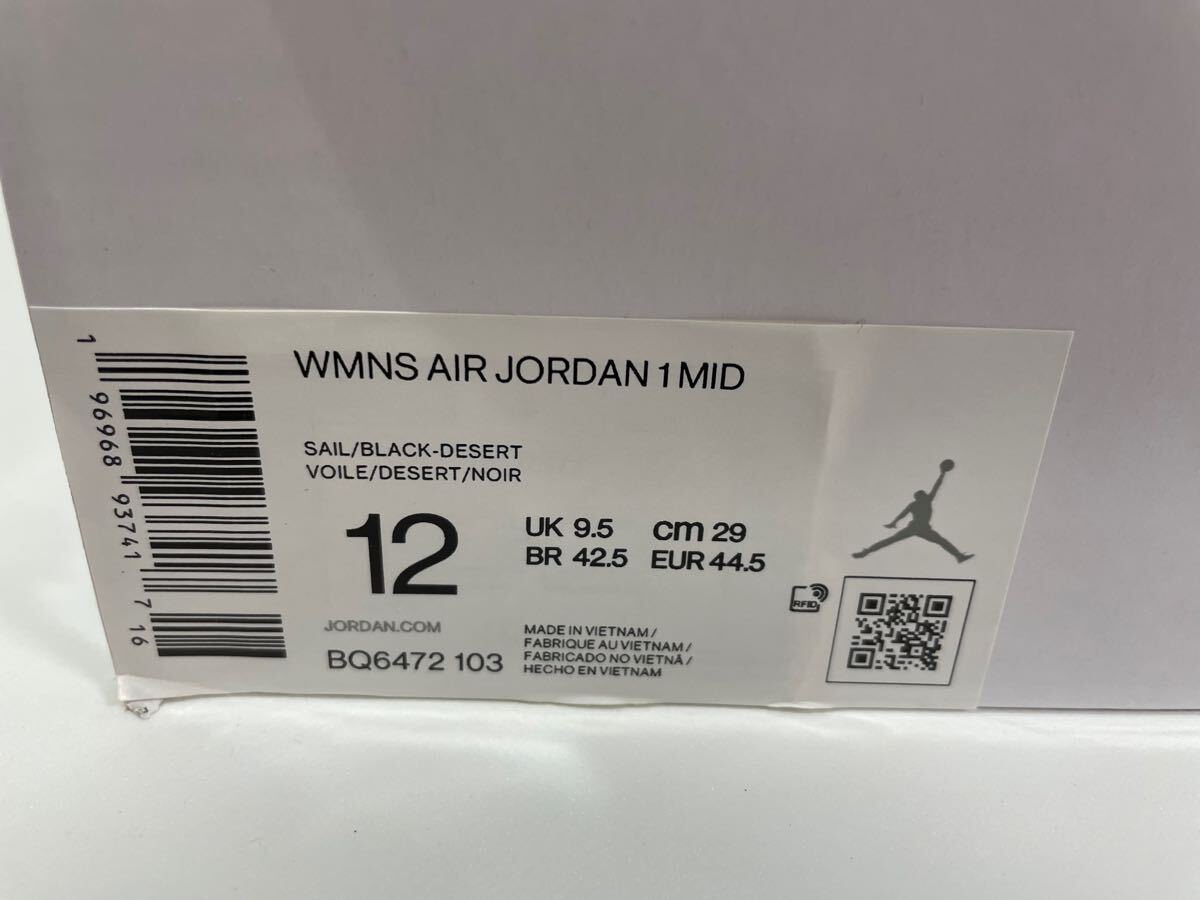 WMNS AIR JORDAN 1 MID
SAIL/BLACK-DESERT
VOILE/DESERT/NOIR
12
UK 9.5 cm 29
BR 42.5 EUR 44.5
RFID
JORDAN.COM
BQ6472 103
MADE IN VIETNAM /
FABRIQUE AU VIETNAM /
FABRICADO NO VIETNÃ /
HECHO EN VIETNAM
1 96968 93741 7 16